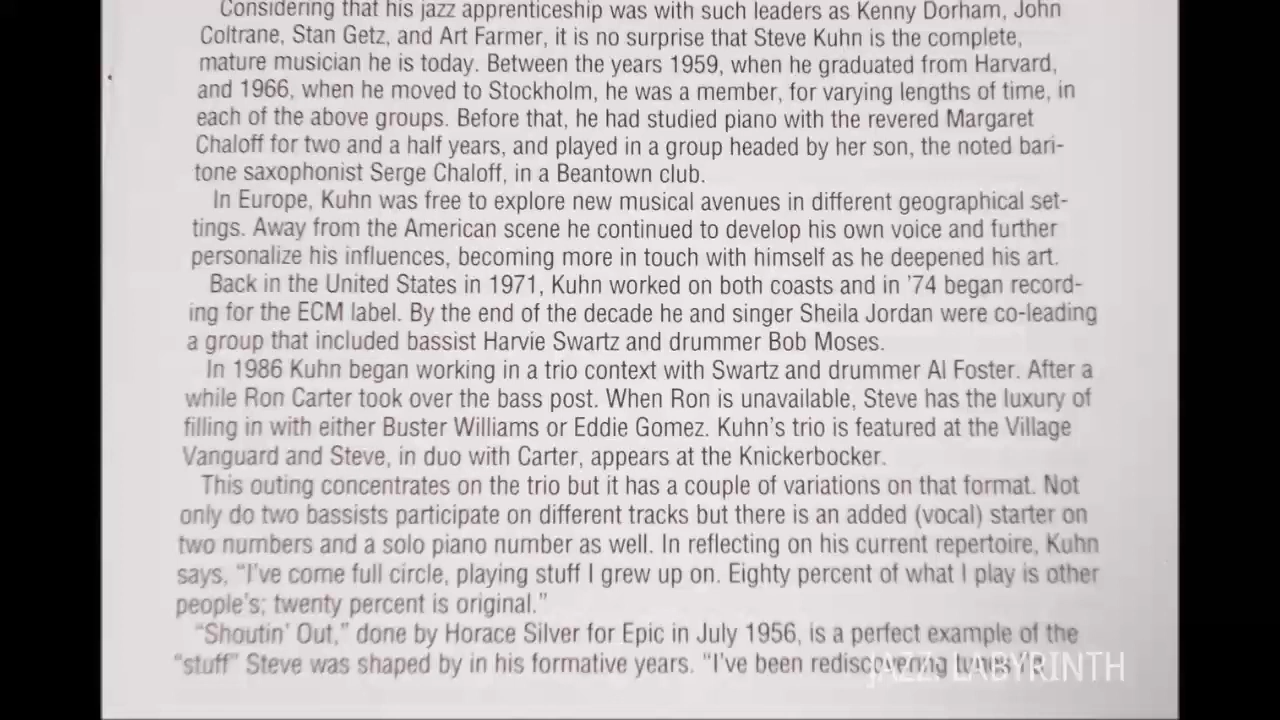 Considering that his jazz apprenticeship was with such leaders as Kenny Dorham, John
Coltrane, Stan Getz, and Art Farmer, it is no surprise that Steve Kuhn is the complete,
mature musician he is today. Between the years 1959, when he graduated from Harvard,
and 1966, when he moved to Stockholm, he was a member, for varying lengths of time, in
each of the above groups. Before that, he had studied piano with the revered Margaret
Chaloff for two and a half years, and played in a group headed by her son, the noted bari-
tone saxophonist Serge Chaloff, in a Beantown club.
In Europe, Kuhn was free to explore new musical avenues in different geographical set-
tings. Away from the American scene he continued to develop his own voice and further
personalize his influences, becoming more in touch with himself as he deepened his art.
Back in the United States in 1971, Kuhn worked on both coasts and in '74 began record-
ing for the ECM label. By the end of the decade he and singer Sheila Jordan were co-leading
a group that included bassist Harvie Swartz and drummer Bob Moses.
In 1986 Kuhn began working in a trio context with Swartz and drummer Al Foster. After a
while Ron Carter took over the bass post. When Ron is unavailable, Steve has the luxury of
filling in with either Buster Williams or Eddie Gomez. Kuhn's trio is featured at the Village
Vanguard and Steve, in duo with Carter, appears at the Knickerbocker.
This outing concentrates on the trio but it has a couple of variations on that format. Not
only do two bassists participate on different tracks but there is an added (vocal) starter on
two numbers and a solo piano number as well. In reflecting on his current repertoire, Kuhn
says, "I've come full circle, playing stuff I grew up on. Eighty percent of what I play is other
people's; twenty percent is original."
"Shoutin' Out," done by Horace Silver for Epic in July 1956, is a perfect example of the
"stuff" Steve was shaped by in his formative years. "I've been rediscovering
JAZZ LABYRINTH